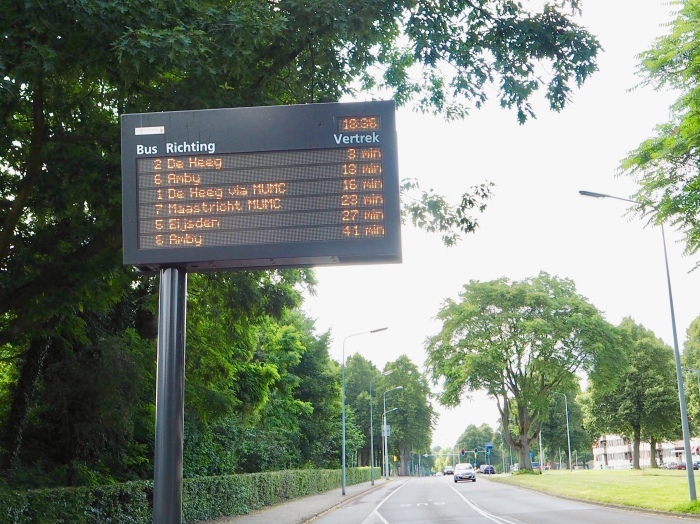 18:36
Bus Richting Vertrek
2 De Heeg 8 min
6 Amby 13 min
1 De Heeg via MUMC 16 min
7 Maastricht MUMC 23 min
5 Eijsden 27 min
6 Amby 41 min